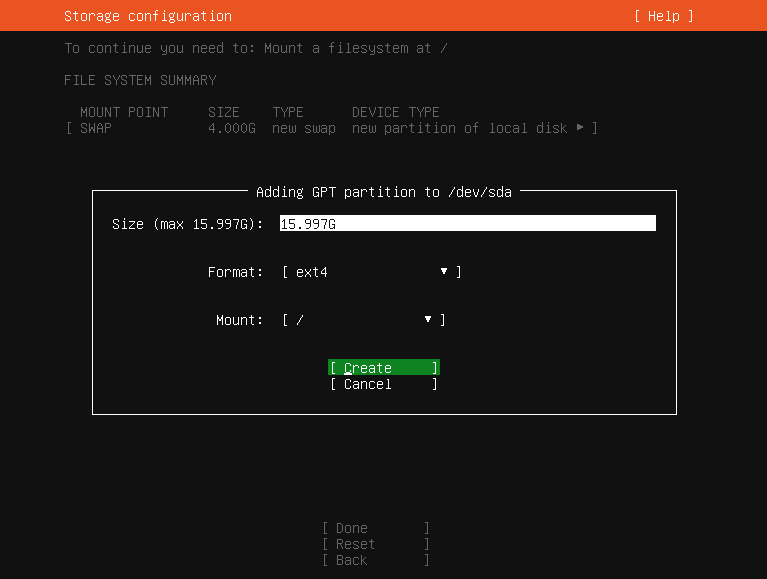 Storage configuration [ Help ]
To continue you need to: Mount a filesystem at /
FILE SYSTEM SUMMARY
MOUNT POINT SIZE TYPE DEVICE TYPE
[ SWAP 4.000G new swap new partition of local disk ▸ ]
Adding GPT partition to /dev/sda
Size (max 15.997G): 15.997G
Format: [ ext4 ▾ ]
Mount: [ / ▾ ]
[ Create ]
[ Cancel ]
[ Done ]
[ Reset ]
[ Back ]